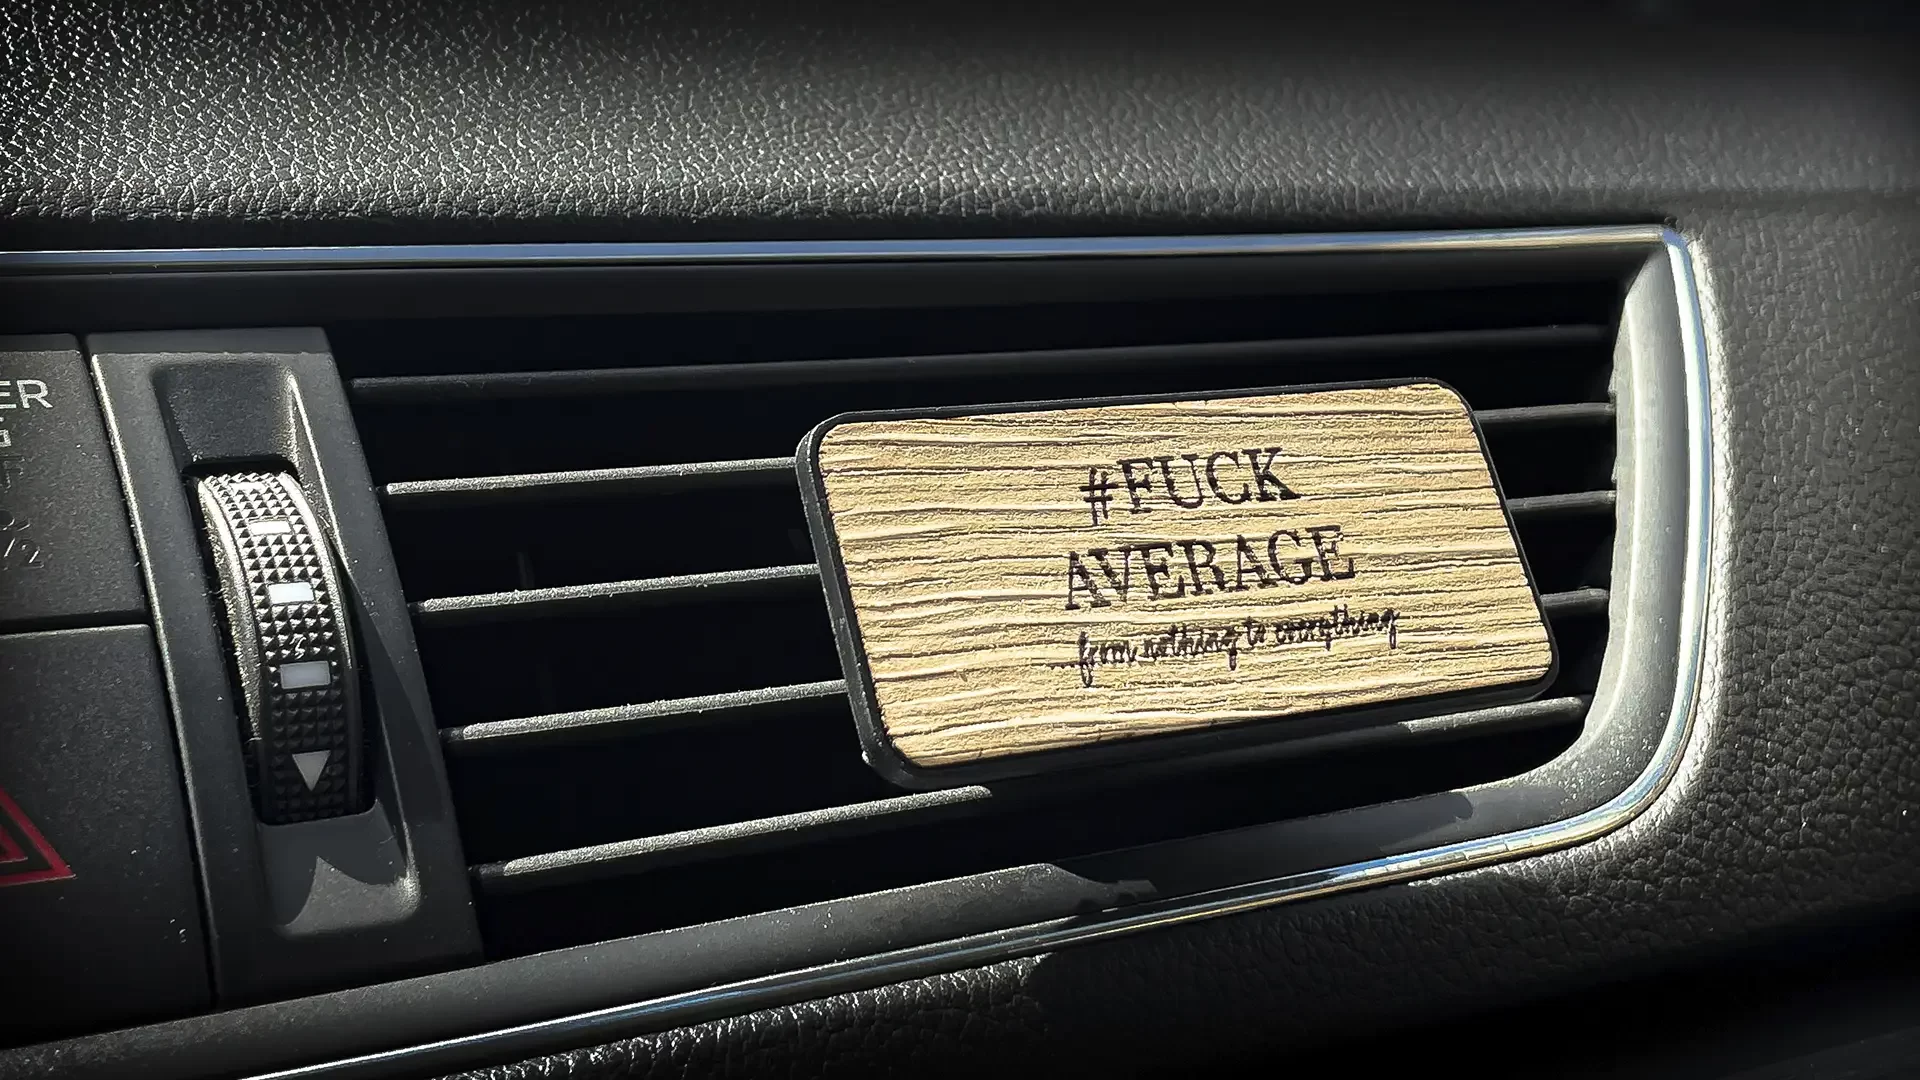 #FUCK
AVERAGE
...from nothing to everything